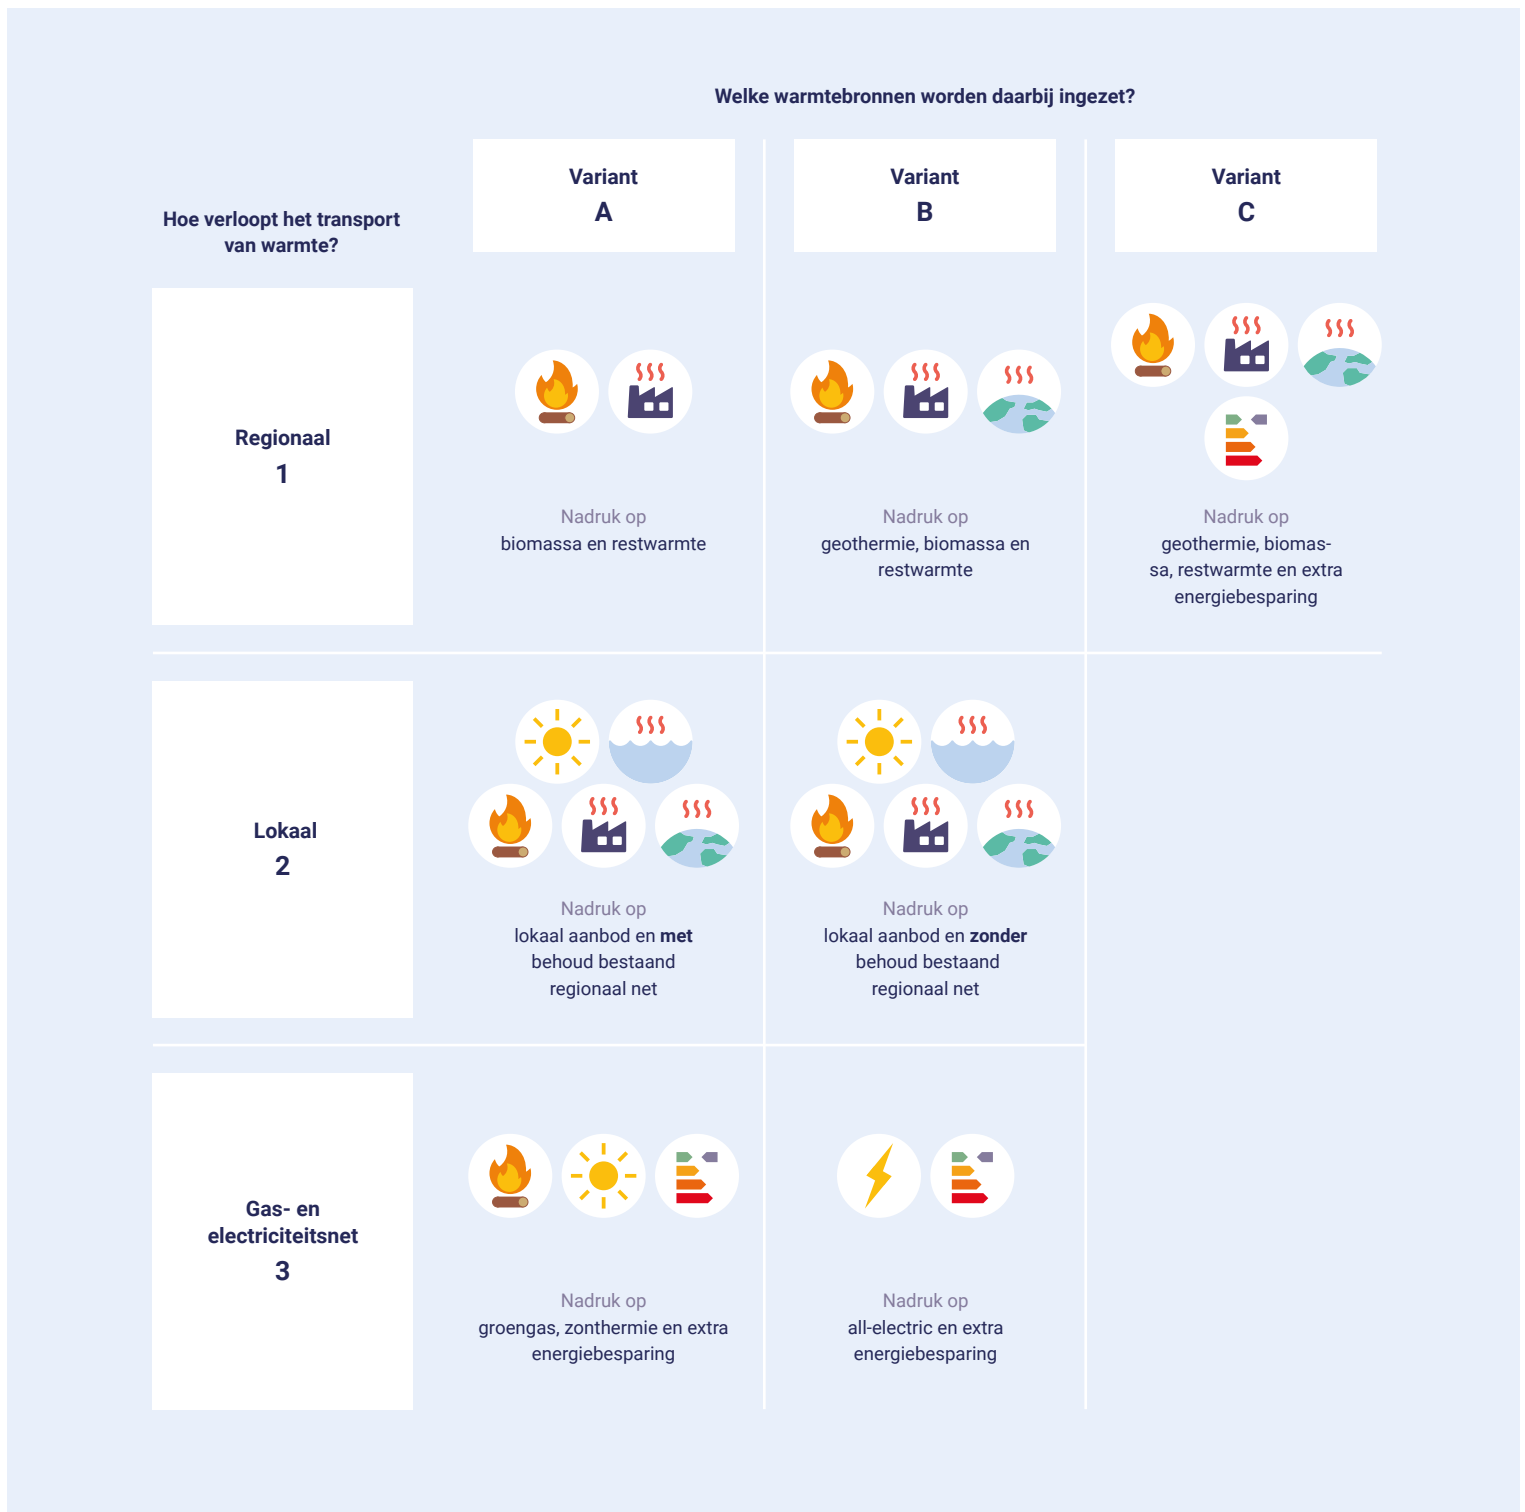 Welke warmtebronnen worden daarbij ingezet?
Hoe verloopt het transport
van warmte?
Variant
A
Variant
B
Variant
C
Regionaal
1
Nadruk op
biomassa en restwarmte
Nadruk op
geothermie, biomassa en
restwarmte
Nadruk op
geothermie, biomas-
sa, restwarmte en extra
energiebesparing
Lokaal
2
Nadruk op
lokaal aanbod en met
behoud bestaand
regionaal net
Nadruk op
lokaal aanbod en zonder
behoud bestaand
regionaal net
Gas- en
electriciteitsnet
3
Nadruk op
groengas, zonthermie en extra
energiebesparing
Nadruk op
all-electric en extra
energiebesparing